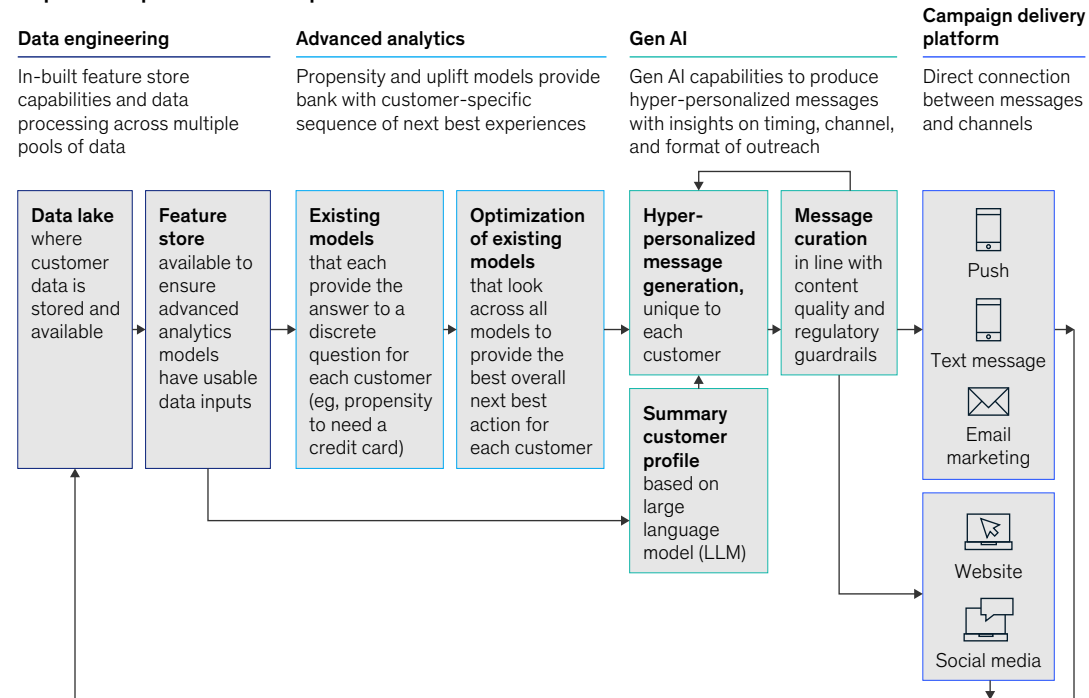 Data engineering
In-built feature store
capabilities and data
processing across multiple
pools of data
Advanced analytics
Propensity and uplift models provide
bank with customer-specific
sequence of next best experiences
Gen AI
Gen AI capabilities to produce
hyper-personalized messages
with insights on timing, channel,
and format of outreach
Campaign delivery
platform
Direct connection
between messages
and channels
Data lake
where
customer
data is
stored and
available
Feature
store
available to
ensure
advanced
analytics
models
have usable
data inputs
Existing
models
that each
provide the
answer to a
discrete
question for
each customer
(eg, propensity
to need a
credit card)
Optimization
of existing
models
that look
across all
models to
provide the
best overall
next best
action for
each customer
Hyper-
personalized
message
generation,
unique to
each
customer
Message
curation
in line with
content
quality and
regulatory
guardrails
Summary
customer
profile
based on
large
language
model (LLM)
Push
Text message
Email
marketing
Website
Social media